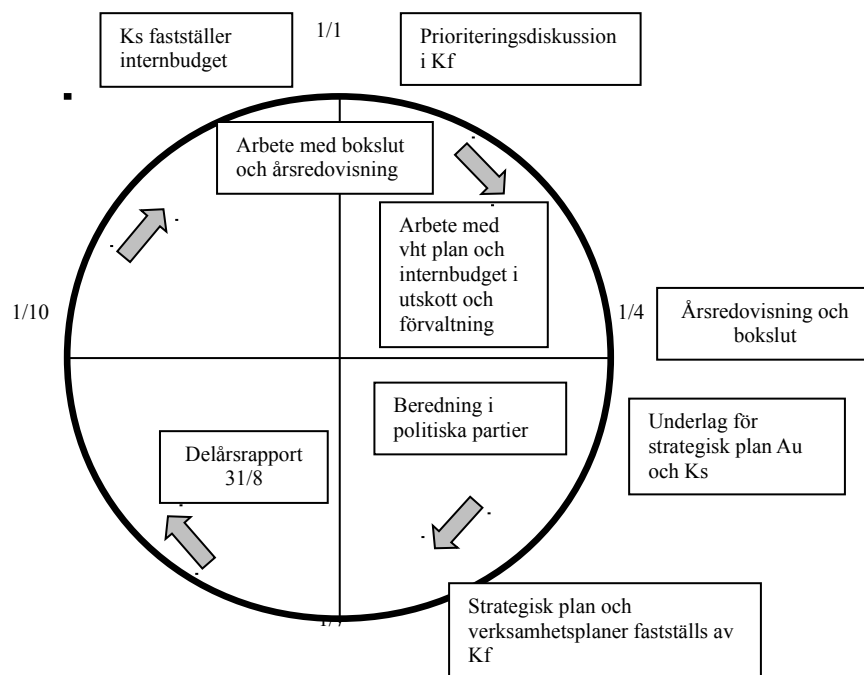 Ks fastställer
internbudget
1/1
Prioriteringsdiskussion
i Kf
Arbete med bokslut
och årsredovisning
Arbete med
vht plan och
internbudget i
utskott och
förvaltning
1/10
1/4
Årsredovisning och
bokslut
Beredning i
politiska partier
Underlag för
strategisk plan Au
och Ks
Delårsrapport
31/8
Strategisk plan och
verksamhetsplaner fastställs av
Kf